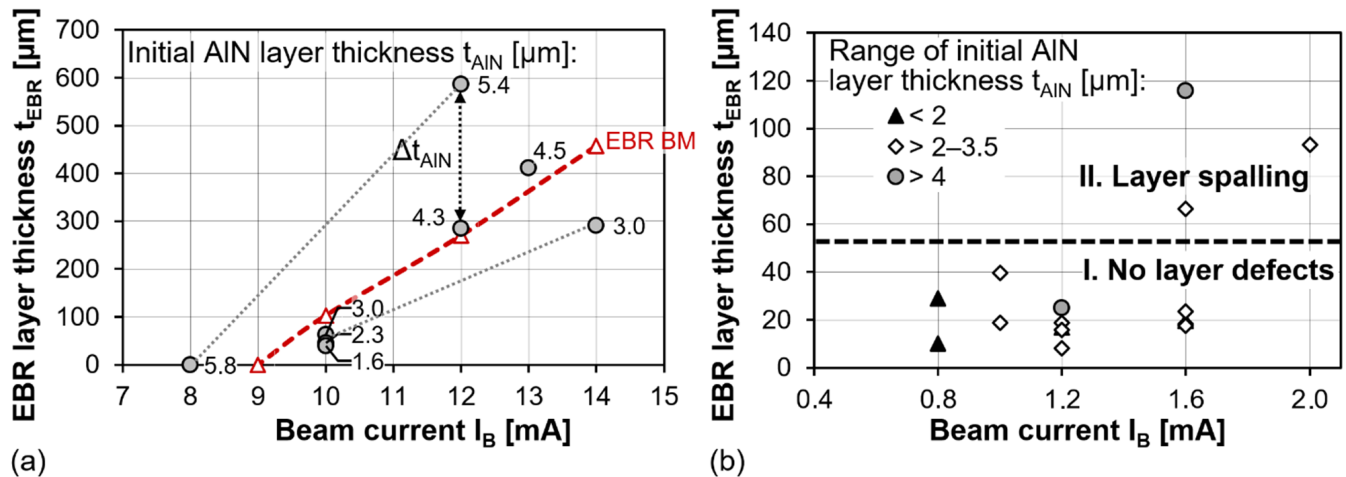 EBR layer thickness t_EBR [µm]
700
600
500
400
300
200
100
0
Initial AlN layer thickness t_AlN [µm]:
5.4
Δt_AlN
EBR BM
4.5
4.3
3.0
3.0
2.3
1.6
5.8
7 8 9 10 11 12 13 14 15
Beam current I_B [mA]
(a)
EBR layer thickness t_EBR [µm]
140
120
100
80
60
40
20
0
Range of initial AlN
layer thickness t_AlN [µm]:
< 2
> 2–3.5
> 4
II. Layer spalling
I. No layer defects
0.4 0.8 1.2 1.6 2.0
Beam current I_B [mA]
(b)